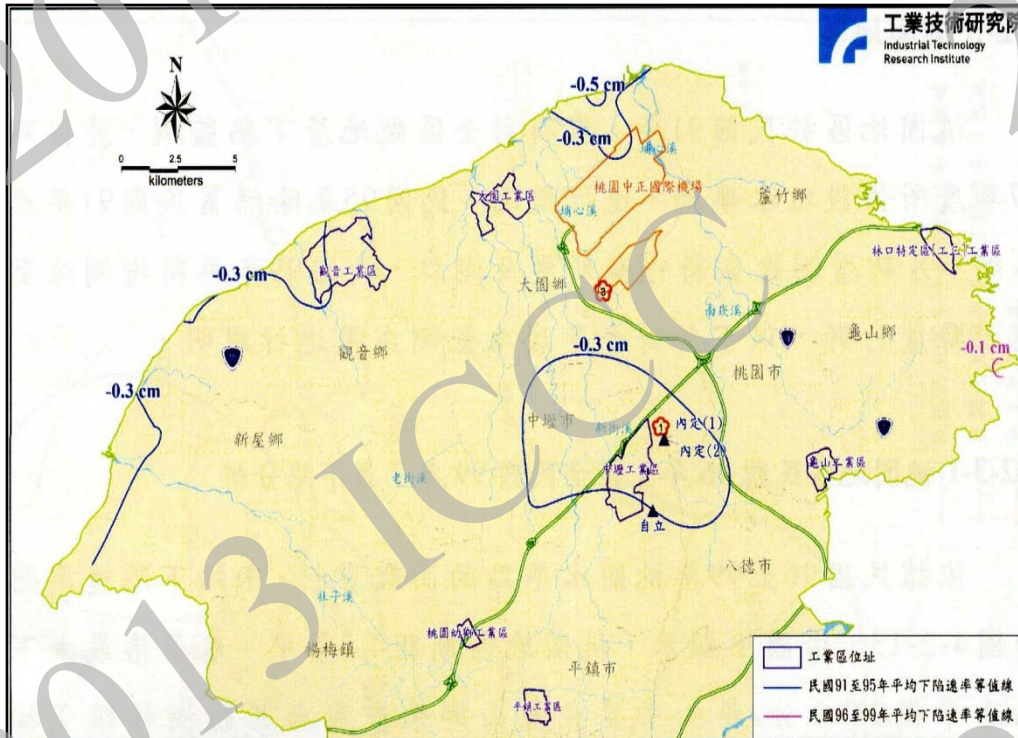 工業技術研究院
Industrial Technology
Research Institute
N
0 2.5 5
kilometers
-0.5 cm
-0.3 cm
埔心溪
桃園中正國際機場
蘆竹鄉
大園工業區
埔心溪
林口特定區(工三)工業區
-0.3 cm
觀音工業區
大園鄉
3
南崁溪
龜山鄉
觀音鄉
-0.3 cm
桃園市
-0.1 cm
-0.3 cm
中壢市
1
內定(1)
新街溪
內定(2)
新屋鄉
老街溪
中壢工業區
龜山工業區
自立
八德市
社子溪
桃園幼獅工業區
楊梅鎮
平鎮市
平鎮工業區
工業區位址
民國91至95年平均下陷速率等值線
民國96至99年平均下陷速率等值線
2013 ICCC